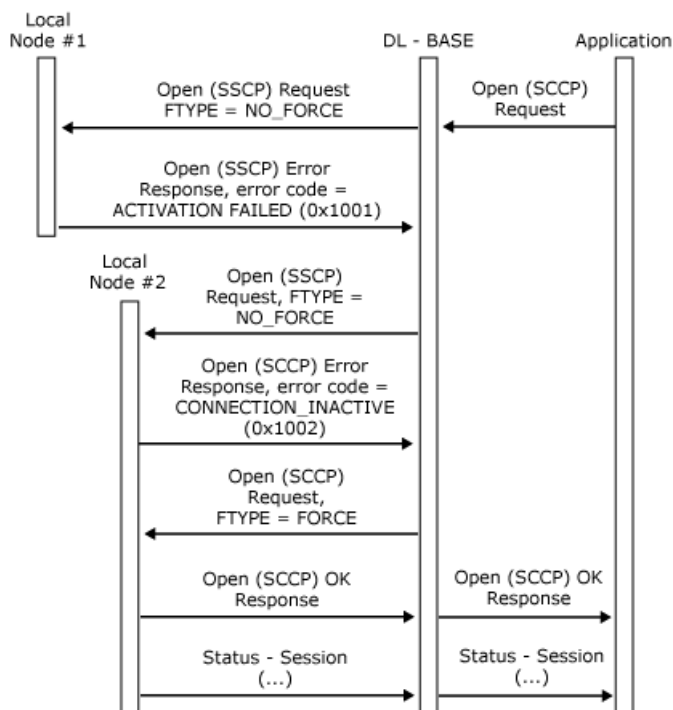 Local
Node #1
DL - BASE
Application
Open (SSCP) Request
FTYPE = NO_FORCE
Open (SCCP)
Request
Open (SSCP) Error
Response, error code =
ACTIVATION FAILED (0x1001)
Local
Node #2
Open (SSCP)
Request, FTYPE =
NO_FORCE
Open (SCCP) Error
Response, error code =
CONNECTION_INACTIVE
(0x1002)
Open (SCCP)
Request,
FTYPE = FORCE
Open (SCCP) OK
Response
Open (SCCP) OK
Response
Status - Session
(...)
Status - Session
(...)